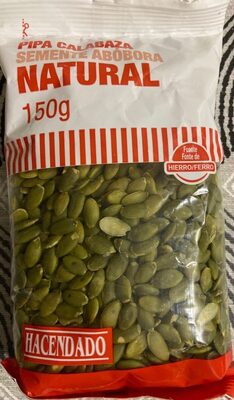 PIPA CALABAZA
SEMENTE ABÓBORA
NATURAL
150g
Fuente
Fonte de
HIERRO/FERRO
HACENDADO